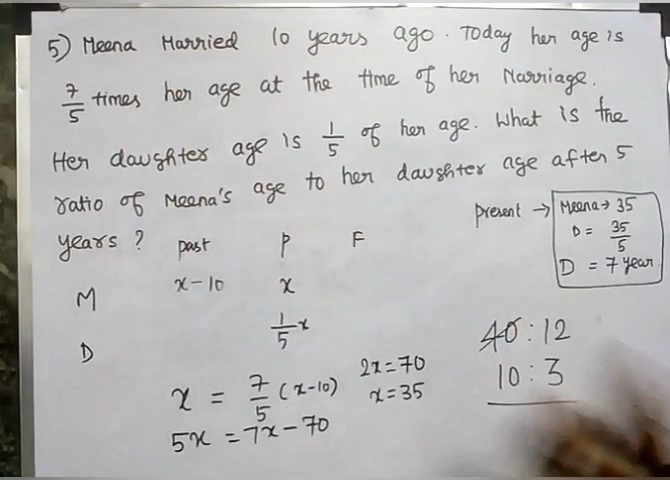 5) Meena Married 10 years ago. Today her age is
7/5 times her age at the time of her Marriage.
Her daughter age is 1/5 of her age. What is the
ratio of Meena's age to her daughter age after 5
years?
past P F
M x-10 x
D 1/5 x
x = 7/5 (x-10)
5x = 7x-70
2x=70
x=35
present → Meena → 35
D = 35/5
D = 7 year
40:12
10:3